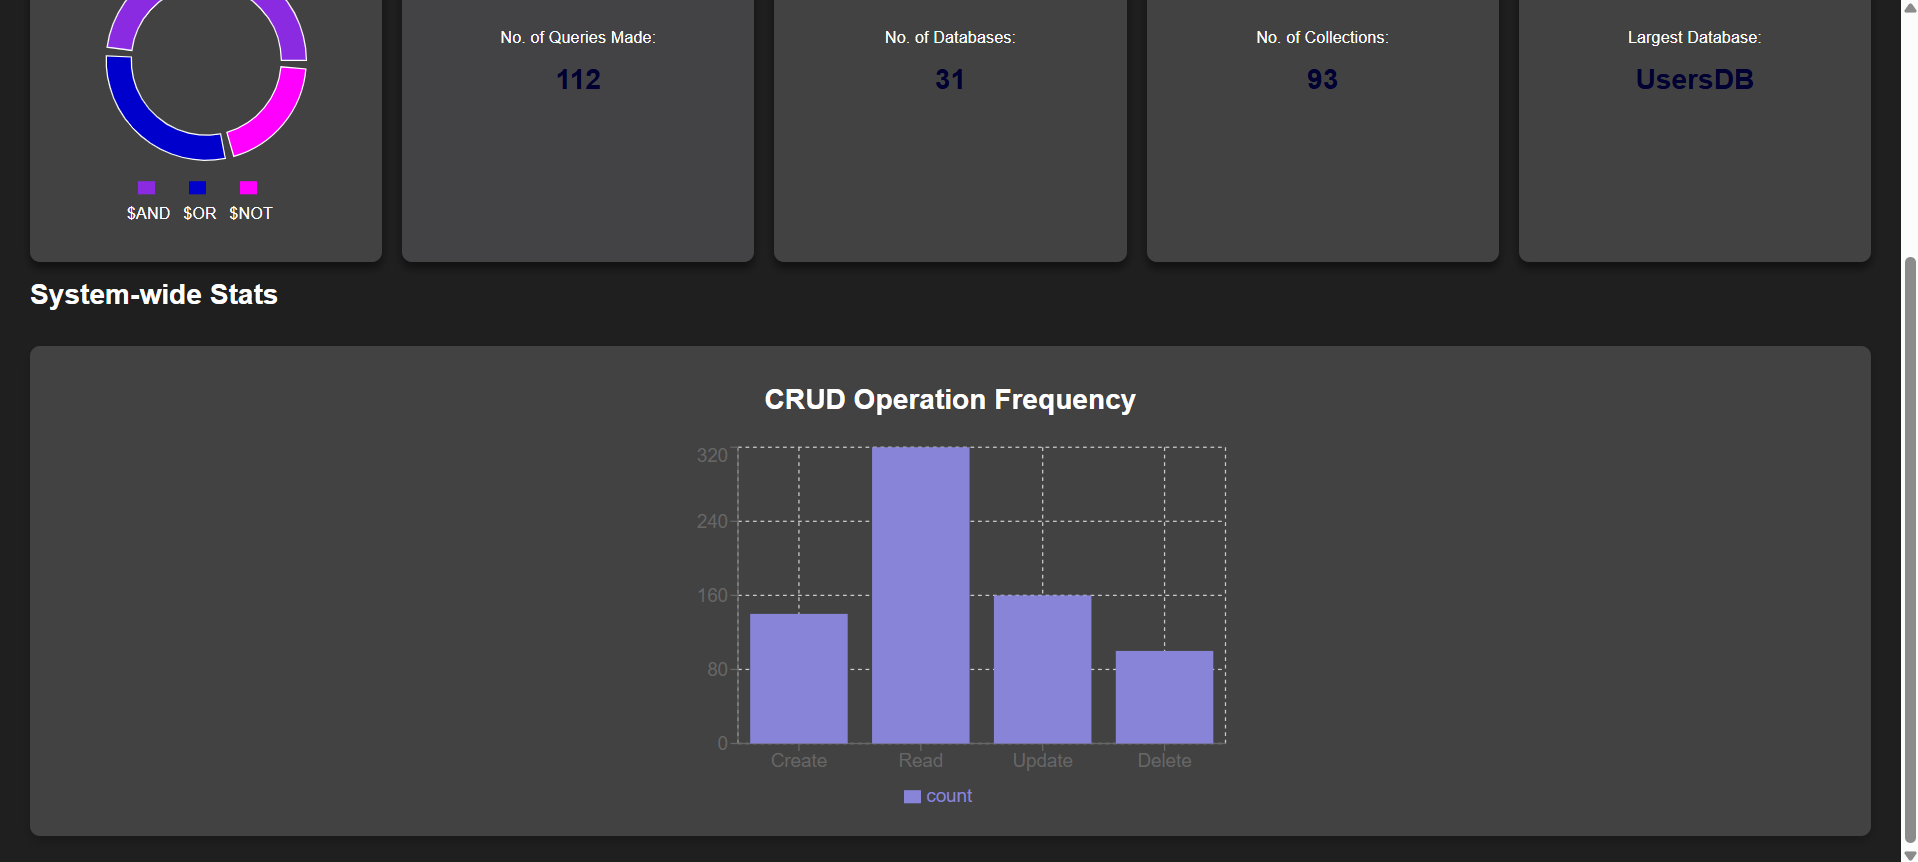 $AND $OR $NOT
No. of Queries Made:
112
No. of Databases:
31
No. of Collections:
93
Largest Database:
UsersDB
System-wide Stats
CRUD Operation Frequency
320
240
160
80
0
Create Read Update Delete
count